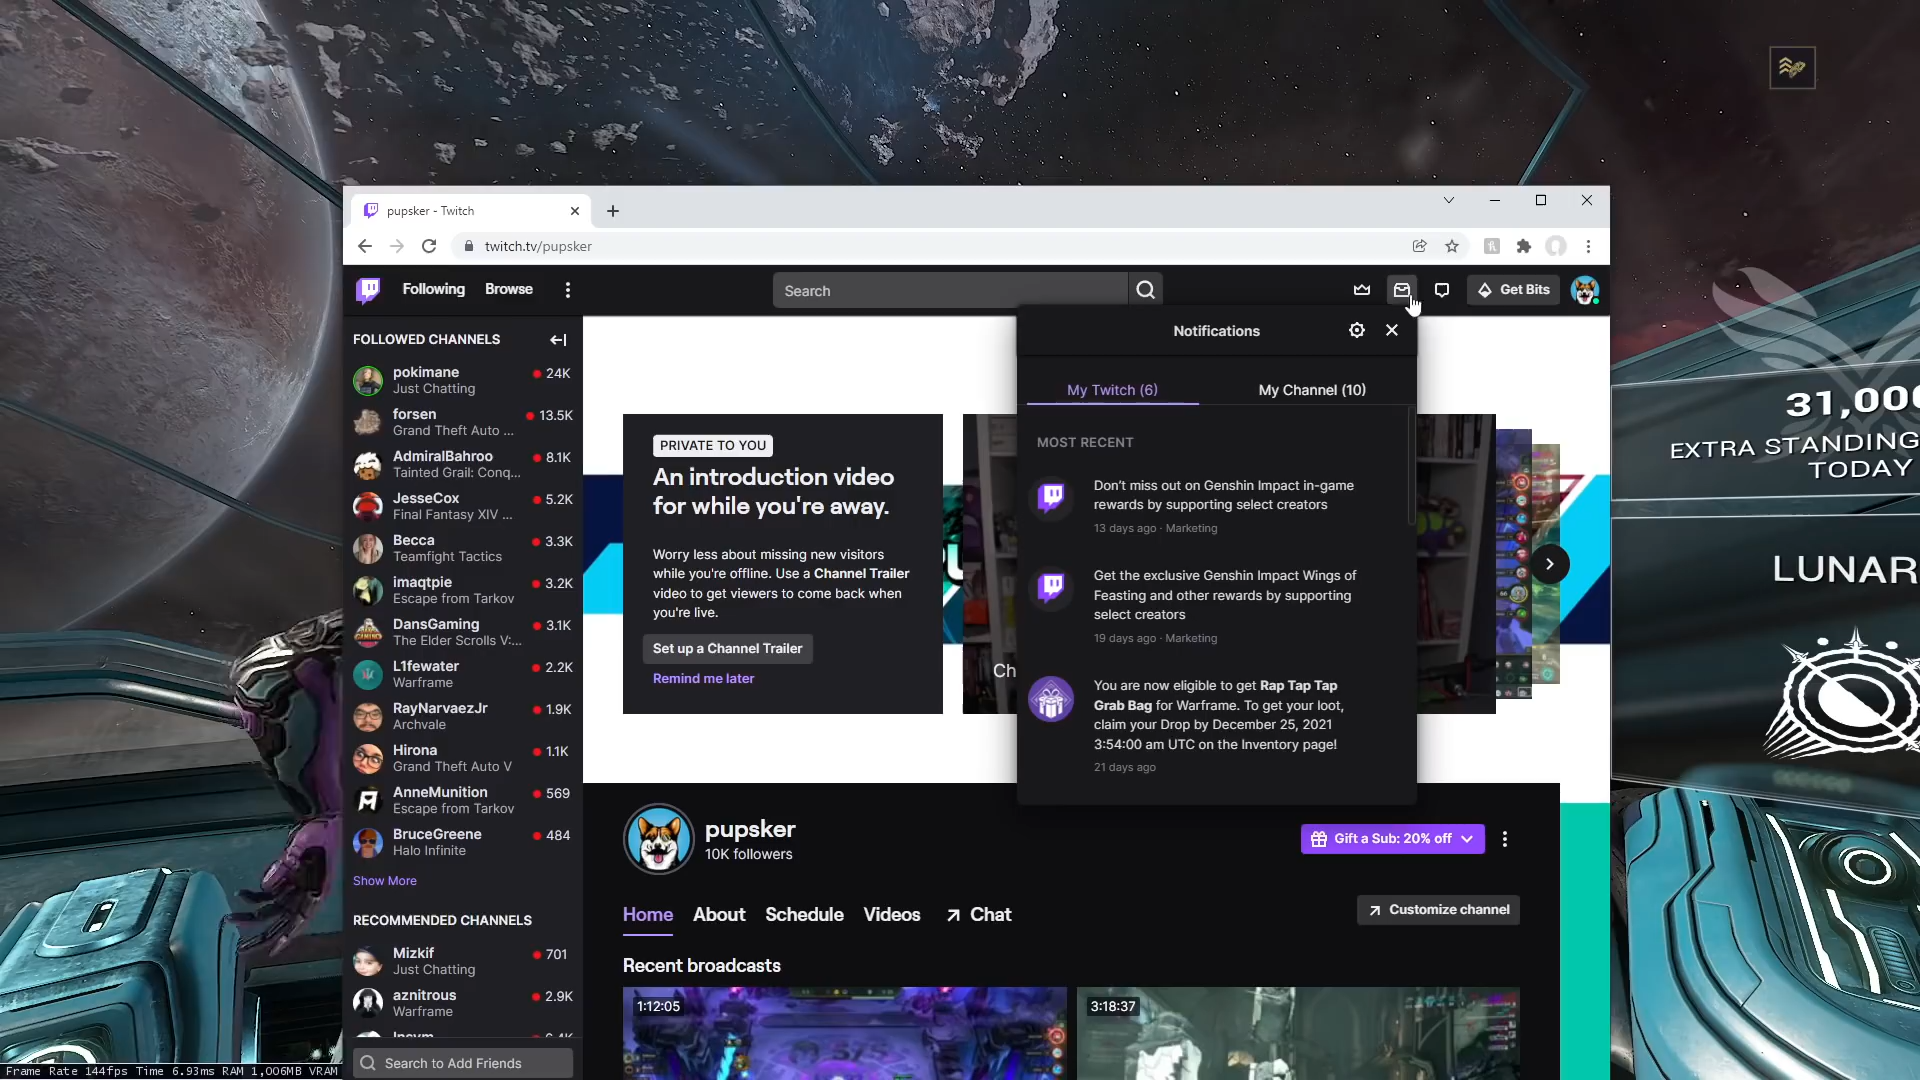 pupsker - Twitch
twitch.tv/pupsker
Following
Browse
Search
Get Bits
FOLLOWED CHANNELS
pokimane
24K
Just Chatting
forsen
13.5K
Grand Theft Auto ...
AdmiralBahroo
8.1K
Tainted Grail: Conq...
JesseCox
5.2K
Final Fantasy XIV ...
Becca
3.3K
Teamfight Tactics
imaqtpie
3.2K
Escape from Tarkov
DansGaming
3.1K
The Elder Scrolls V:...
L1fewater
2.2K
Warframe
RayNarvaezJr
1.9K
Archvale
Hirona
1.1K
Grand Theft Auto V
AnneMunition
569
Escape from Tarkov
BruceGreene
484
Halo Infinite
Show More
RECOMMENDED CHANNELS
Mizkif
701
Just Chatting
aznitrous
2.9K
Warframe
Search to Add Friends
PRIVATE TO YOU
An introduction video
for while you're away.
Worry less about missing new visitors
while you're offline. Use a Channel Trailer
video to get viewers to come back when
you're live.
Set up a Channel Trailer
Remind me later
Ch
Notifications
My Twitch (6)
My Channel (10)
MOST RECENT
Don't miss out on Genshin Impact in-game
rewards by supporting select creators
13 days ago · Marketing
Get the exclusive Genshin Impact Wings of
Feasting and other rewards by supporting
select creators
19 days ago · Marketing
You are now eligible to get Rap Tap Tap
Grab Bag for Warframe. To get your loot,
claim your Drop by December 25, 2021
3:54:00 am UTC on the Inventory page!
21 days ago
pupsker
10K followers
Gift a Sub: 20% off
Home
About
Schedule
Videos
Chat
Customize channel
Recent broadcasts
1:12:05
3:18:37
31,000
EXTRA STANDING
TODAY
LUNAR
Frame Rate 144fps Time 6.93ms RAM 1,006MB VRAM